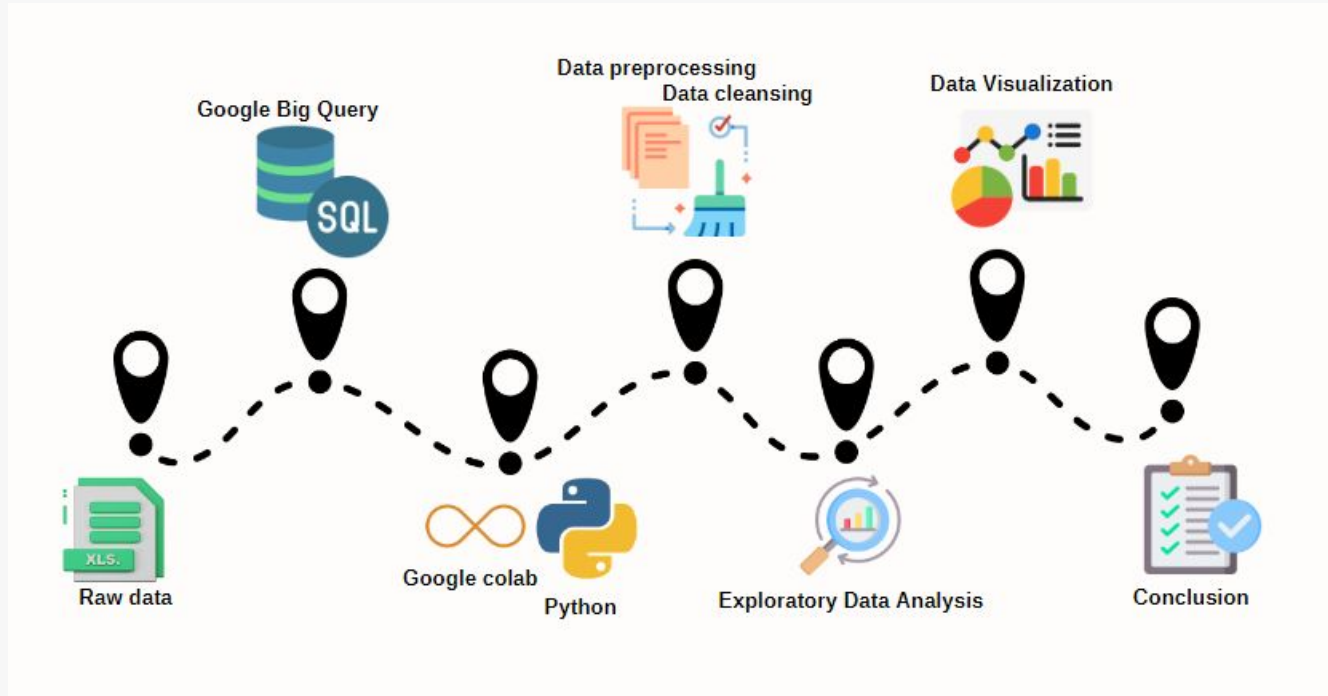 Raw data
XLS.
Google Big Query
SQL
Google colab
Python
Data preprocessing
Data cleansing
Exploratory Data Analysis
Data Visualization
Conclusion